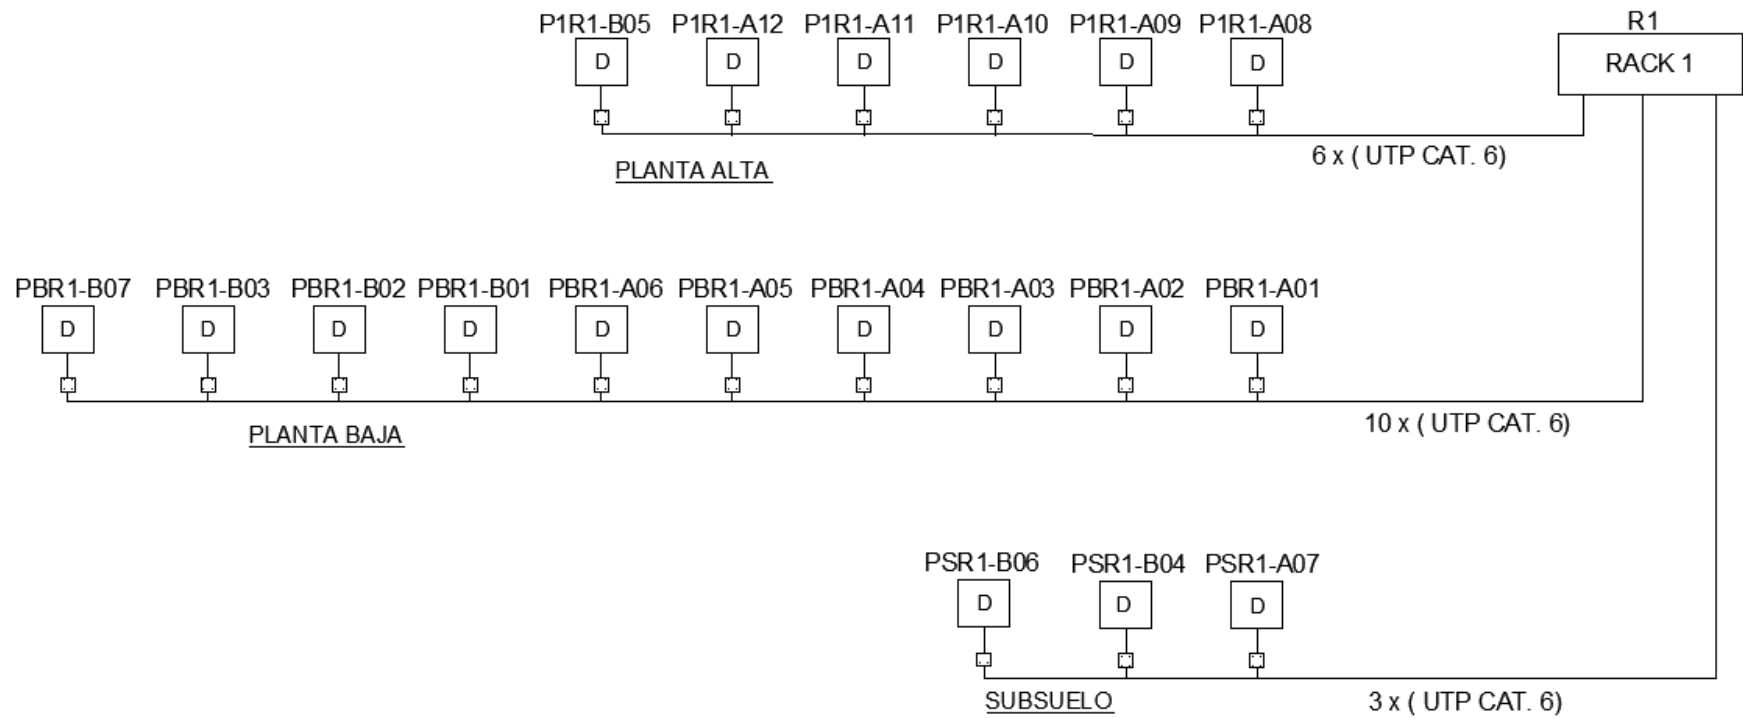 P1R1-B05 P1R1-A12 P1R1-A11 P1R1-A10 P1R1-A09 P1R1-A08 R1
D D D D D D RACK 1
6 x ( UTP CAT. 6)
PLANTA ALTA
PBR1-B07 PBR1-B03 PBR1-B02 PBR1-B01 PBR1-A06 PBR1-A05 PBR1-A04 PBR1-A03 PBR1-A02 PBR1-A01
D D D D D D D D D D
10 x ( UTP CAT. 6)
PLANTA BAJA
PSR1-B06 PSR1-B04 PSR1-A07
D D D
SUBSUELO 3 x ( UTP CAT. 6)